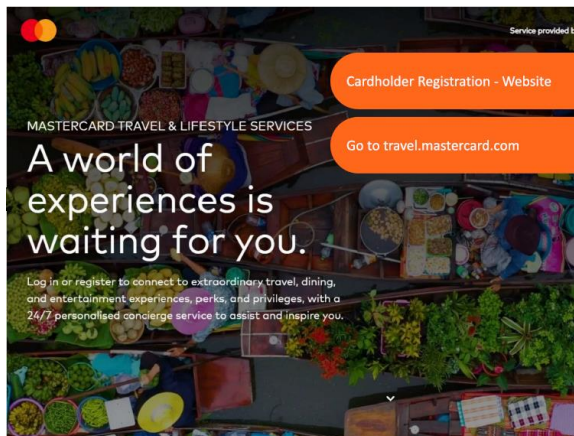 Service provided b
Cardholder Registration - Website
Go to travel.mastercard.com
MASTERCARD TRAVEL & LIFESTYLE SERVICES
A world of
experiences is
waiting for you.
Log in or register to connect to extraordinary travel, dining,
and entertainment experiences, perks, and privileges, with a
24/7 personalised concierge service to assist and inspire you.